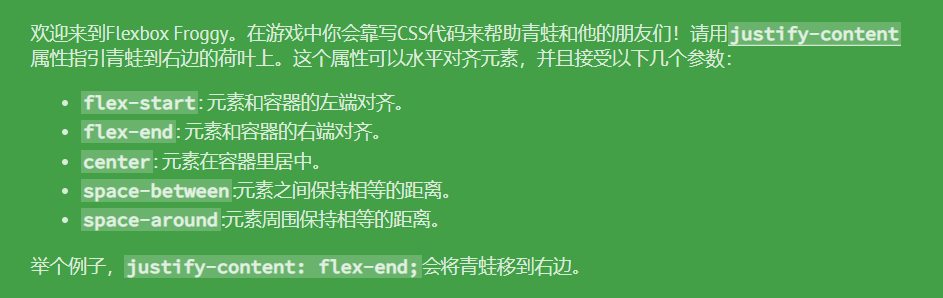 欢迎来到Flexbox Froggy。在游戏中你会靠写CSS代码来帮助青蛙和他的朋友们！请用justify-content
属性指引青蛙到右边的荷叶上。这个属性可以水平对齐元素，并且接受以下几个参数：
• flex-start: 元素和容器的左端对齐。
• flex-end: 元素和容器的右端对齐。
• center: 元素在容器里居中。
• space-between:元素之间保持相等的距离。
• space-around:元素周围保持相等的距离。
举个例子，justify-content: flex-end;会将青蛙移到右边。